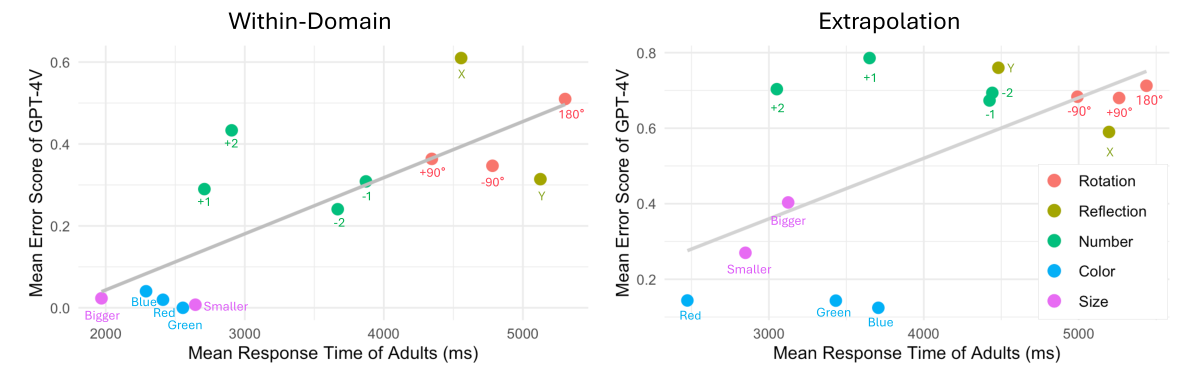 Within-Domain
Mean Error Score of GPT-4V
0.6
0.4
0.2
0.0
X
180°
+2
+90°
-90°
+1
-1
Y
-2
Blue
Red
Smaller
Bigger
Green
2000 3000 4000 5000
Mean Response Time of Adults (ms)
Extrapolation
Mean Error Score of GPT-4V
0.8
0.6
0.4
0.2
Y
+1
+2
-2
-1
-90°
+90°
180°
X
Bigger
Smaller
Red
Green
Blue
Rotation
Reflection
Number
Color
Size
3000 4000 5000
Mean Response Time of Adults (ms)